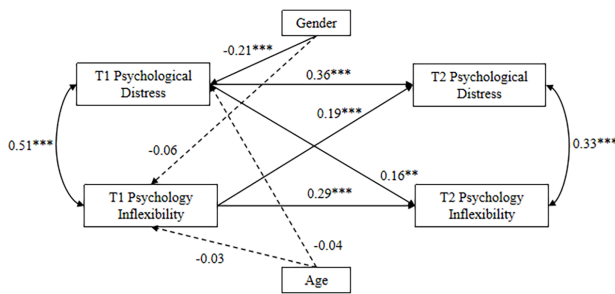 Gender
-0.21***
T1 Psychological
Distress
0.36***
T2 Psychological
Distress
0.19***
0.51***
-0.06
0.33***
0.16**
T1 Psychology
Inflexibility
0.29***
T2 Psychology
Inflexibility
-0.04
-0.03
Age